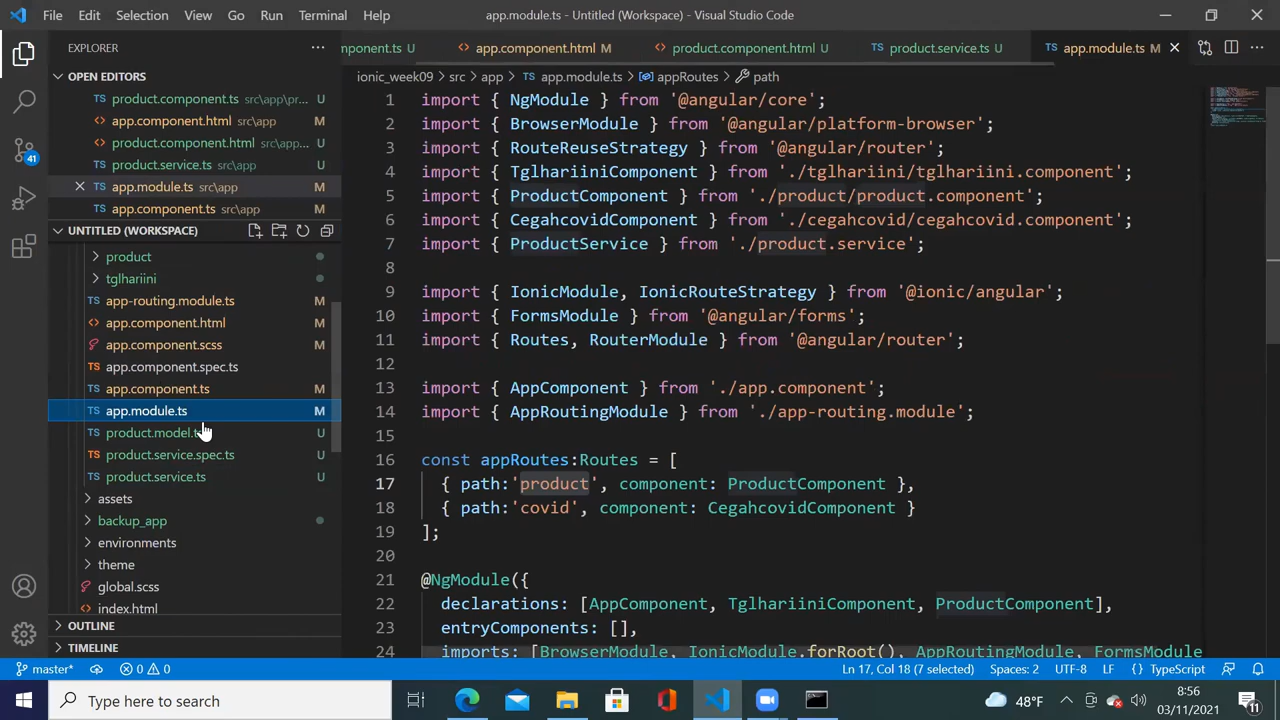 File Edit Selection View Go Run Terminal Help app.module.ts - Untitled (Workspace) - Visual Studio Code
EXPLORER
OPEN EDITORS
product.component.ts src\app\pr... U
app.component.html src\app M
product.component.html src\app... U
product.service.ts src\app U
app.module.ts src\app M
app.component.ts src\app M
UNTITLED (WORKSPACE)
product
tglhariini
TS app-routing.module.ts M
<> app.component.html M
app.component.scss M
TS app.component.spec.ts
TS app.component.ts M
TS app.module.ts M
TS product.model. U
TS product.service.spec.ts U
TS product.service.ts U
assets
backup_app
environments
theme
global.scss
index.html
OUTLINE
TIMELINE
mponent.ts U <> app.component.html M <> product.component.html U TS product.service.ts U TS app.module.ts M
ionic_week09 > src > app > TS app.module.ts > appRoutes > path
1 import { NgModule } from '@angular/core';
2 import { BrowserModule } from '@angular/platform-browser';
3 import { RouteReuseStrategy } from '@angular/router';
4 import { TglhariiniComponent } from './tglhariini/tglhariini.component';
5 import { ProductComponent } from './product/product.component';
6 import { CegahcovidComponent } from './cegahcovid/cegahcovid.component';
7 import { ProductService } from './product.service';
8
9 import { IonicModule, IonicRouteStrategy } from '@ionic/angular';
10 import { FormsModule } from '@angular/forms';
11 import { Routes, RouterModule } from '@angular/router';
12
13 import { AppComponent } from './app.component';
14 import { AppRoutingModule } from './app-routing.module';
15
16 const appRoutes:Routes = [
17 { path:'product', component: ProductComponent },
18 { path:'covid', component: CegahcovidComponent }
19 ];
20
21 @NgModule({
22 declarations: [AppComponent, TglhariiniComponent, ProductComponent],
23 entryComponents: [],
24 imports: [BrowserModule, IonicModule.forRoot(), AppRoutingModule, FormsModule
41
master* 0 0 Ln 17, Col 18 (7 selected) Spaces: 2 UTF-8 LF {} TypeScript
Type here to search 48°F 8:56
03/11/2021 11